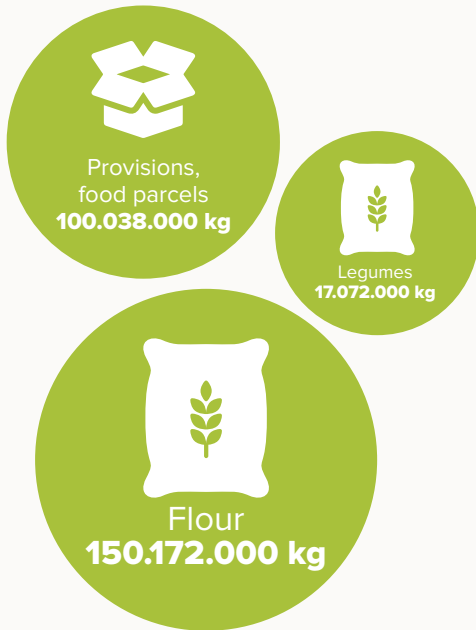 Provisions,
food parcels
100.038.000 kg
Legumes
17.072.000 kg
Flour
150.172.000 kg